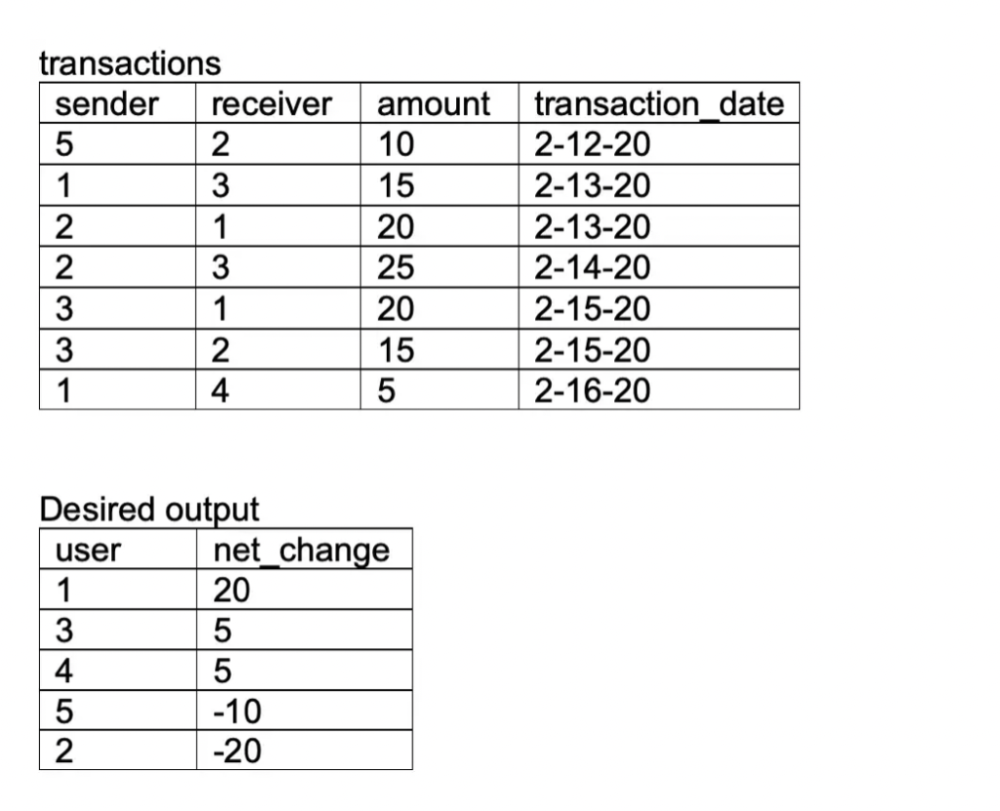 transactions
sender receiver amount transaction_date
5 2 10 2-12-20
1 3 15 2-13-20
2 1 20 2-13-20
2 3 25 2-14-20
3 1 20 2-15-20
3 2 15 2-15-20
1 4 5 2-16-20
Desired output
user net_change
1 20
3 5
4 5
5 -10
2 -20